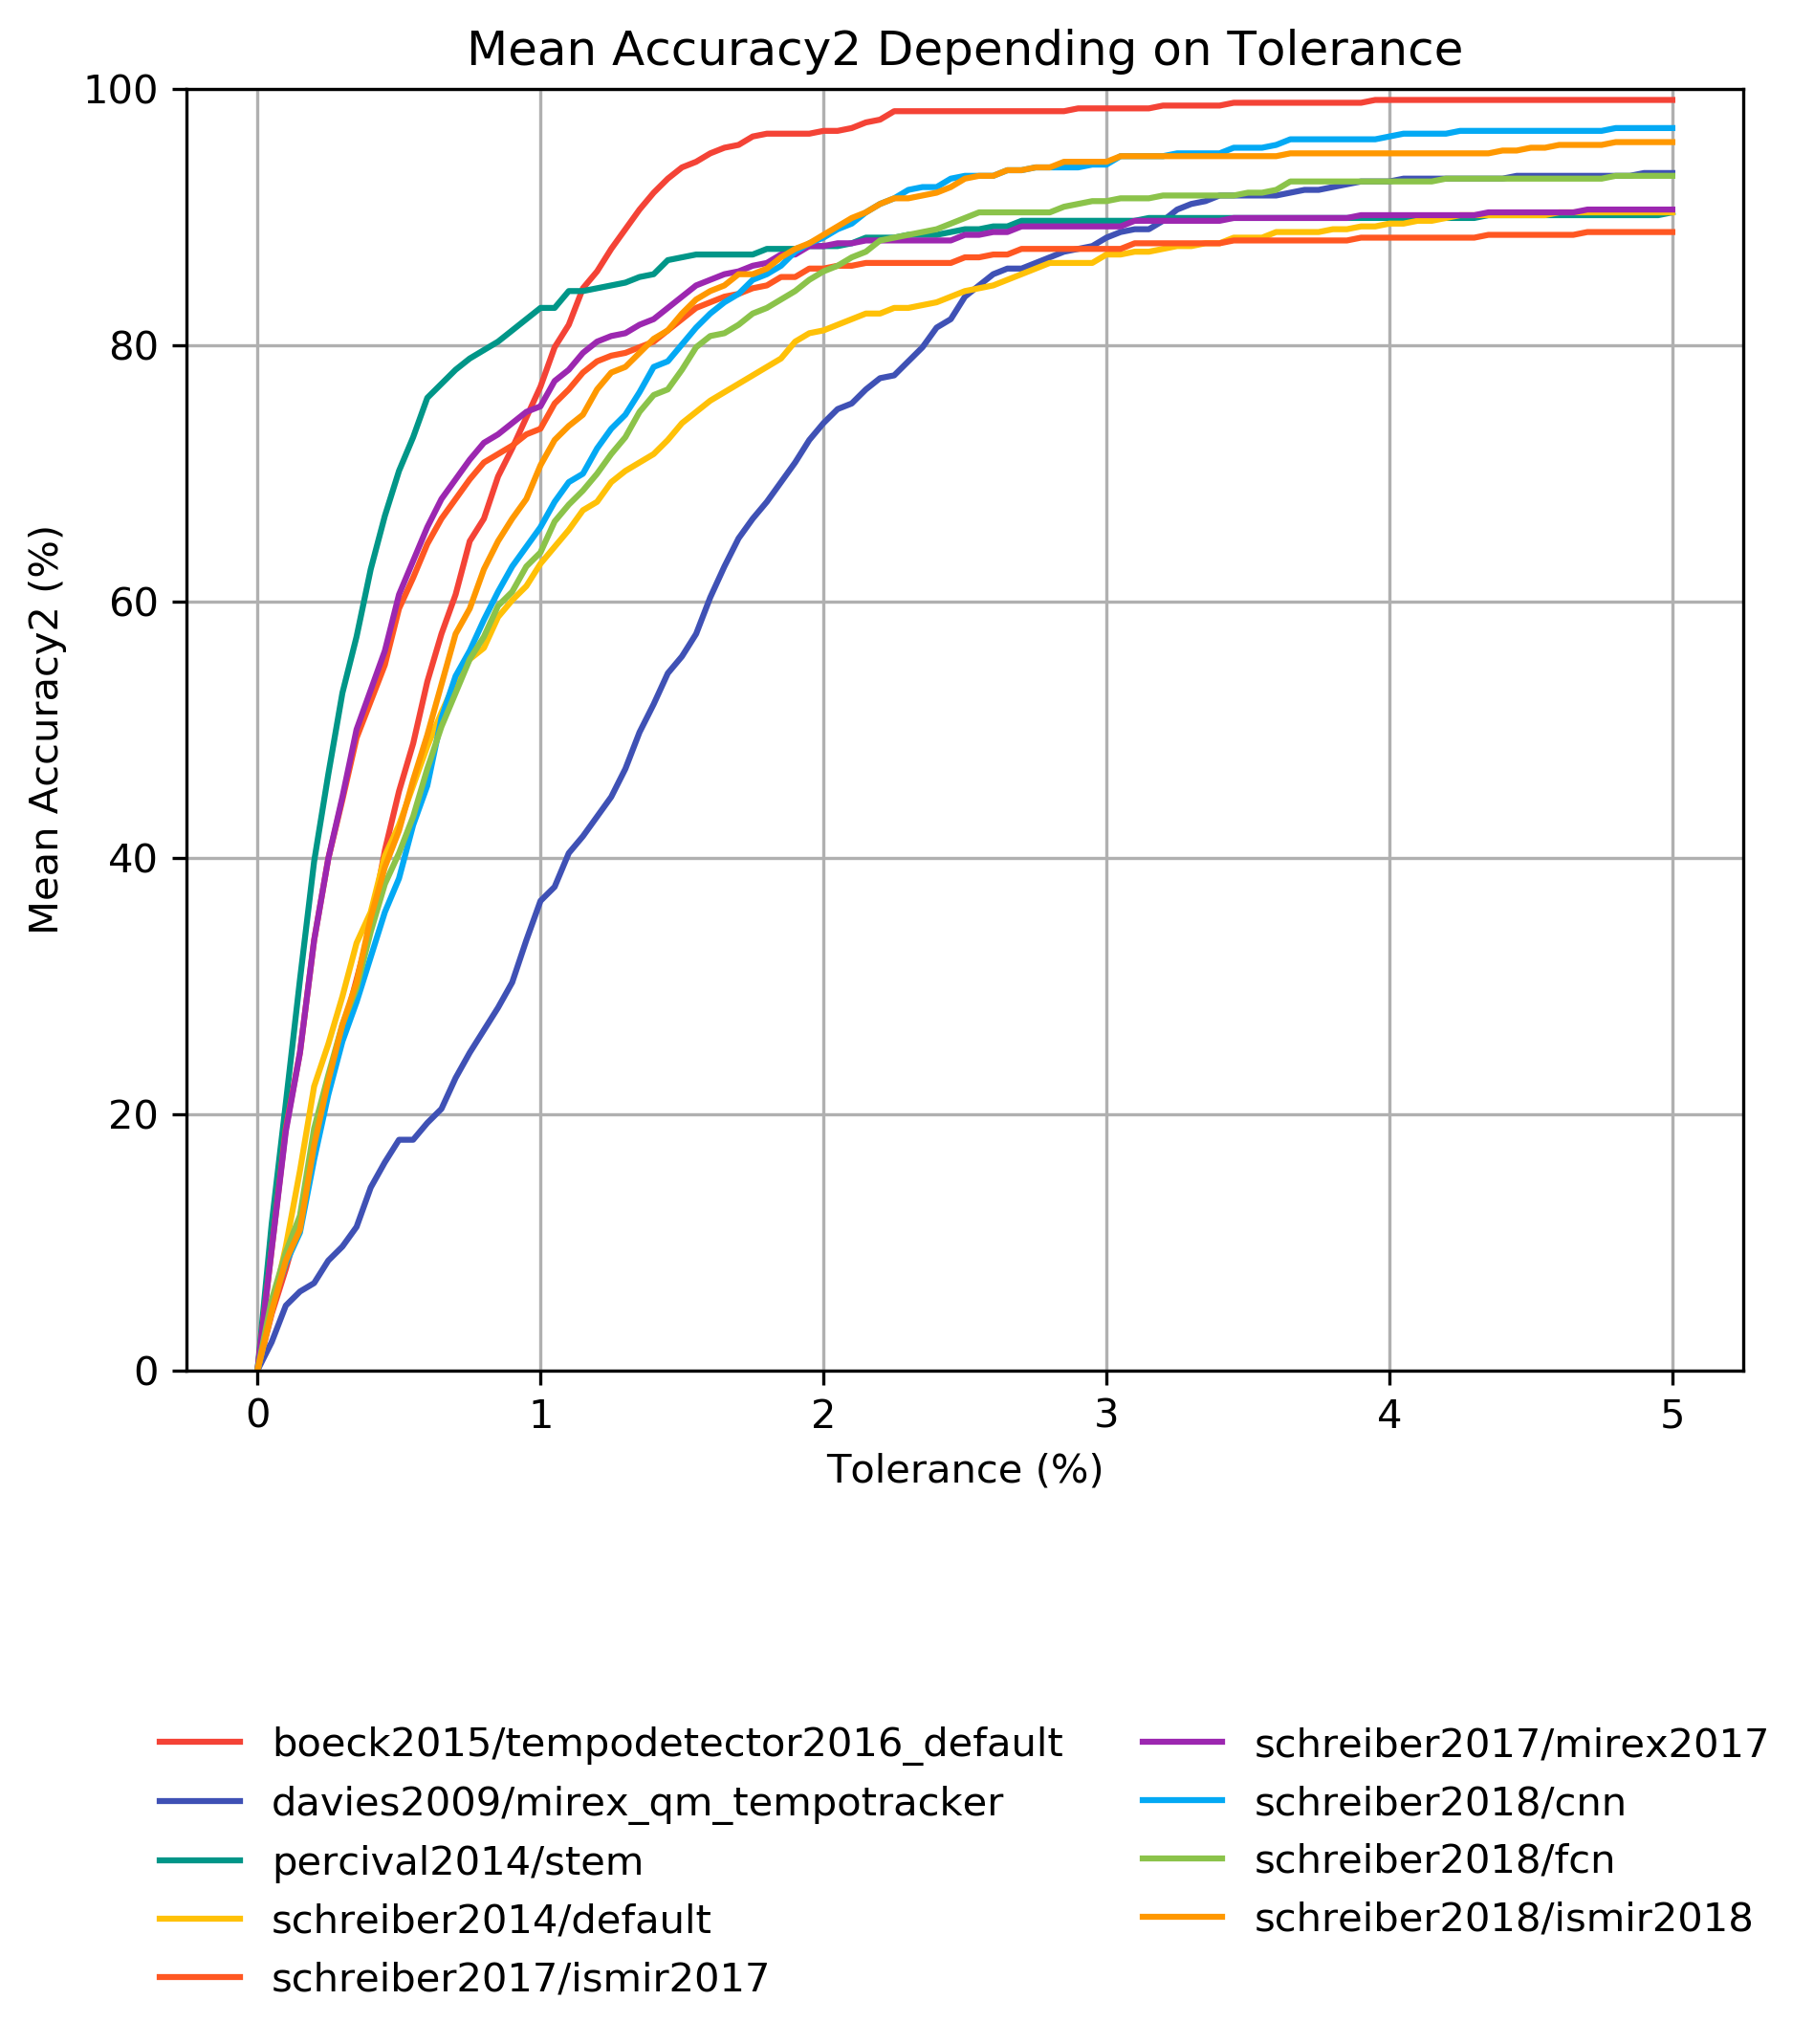 Mean Accuracy2 Depending on Tolerance
100
80
60
40
20
0
Mean Accuracy2 (%)
0 1 2 3 4 5
Tolerance (%)
boeck2015/tempodetector2016_default
davies2009/mirex_qm_tempotracker
percival2014/stem
schreiber2014/default
schreiber2017/ismir2017
schreiber2017/mirex2017
schreiber2018/cnn
schreiber2018/fcn
schreiber2018/ismir2018